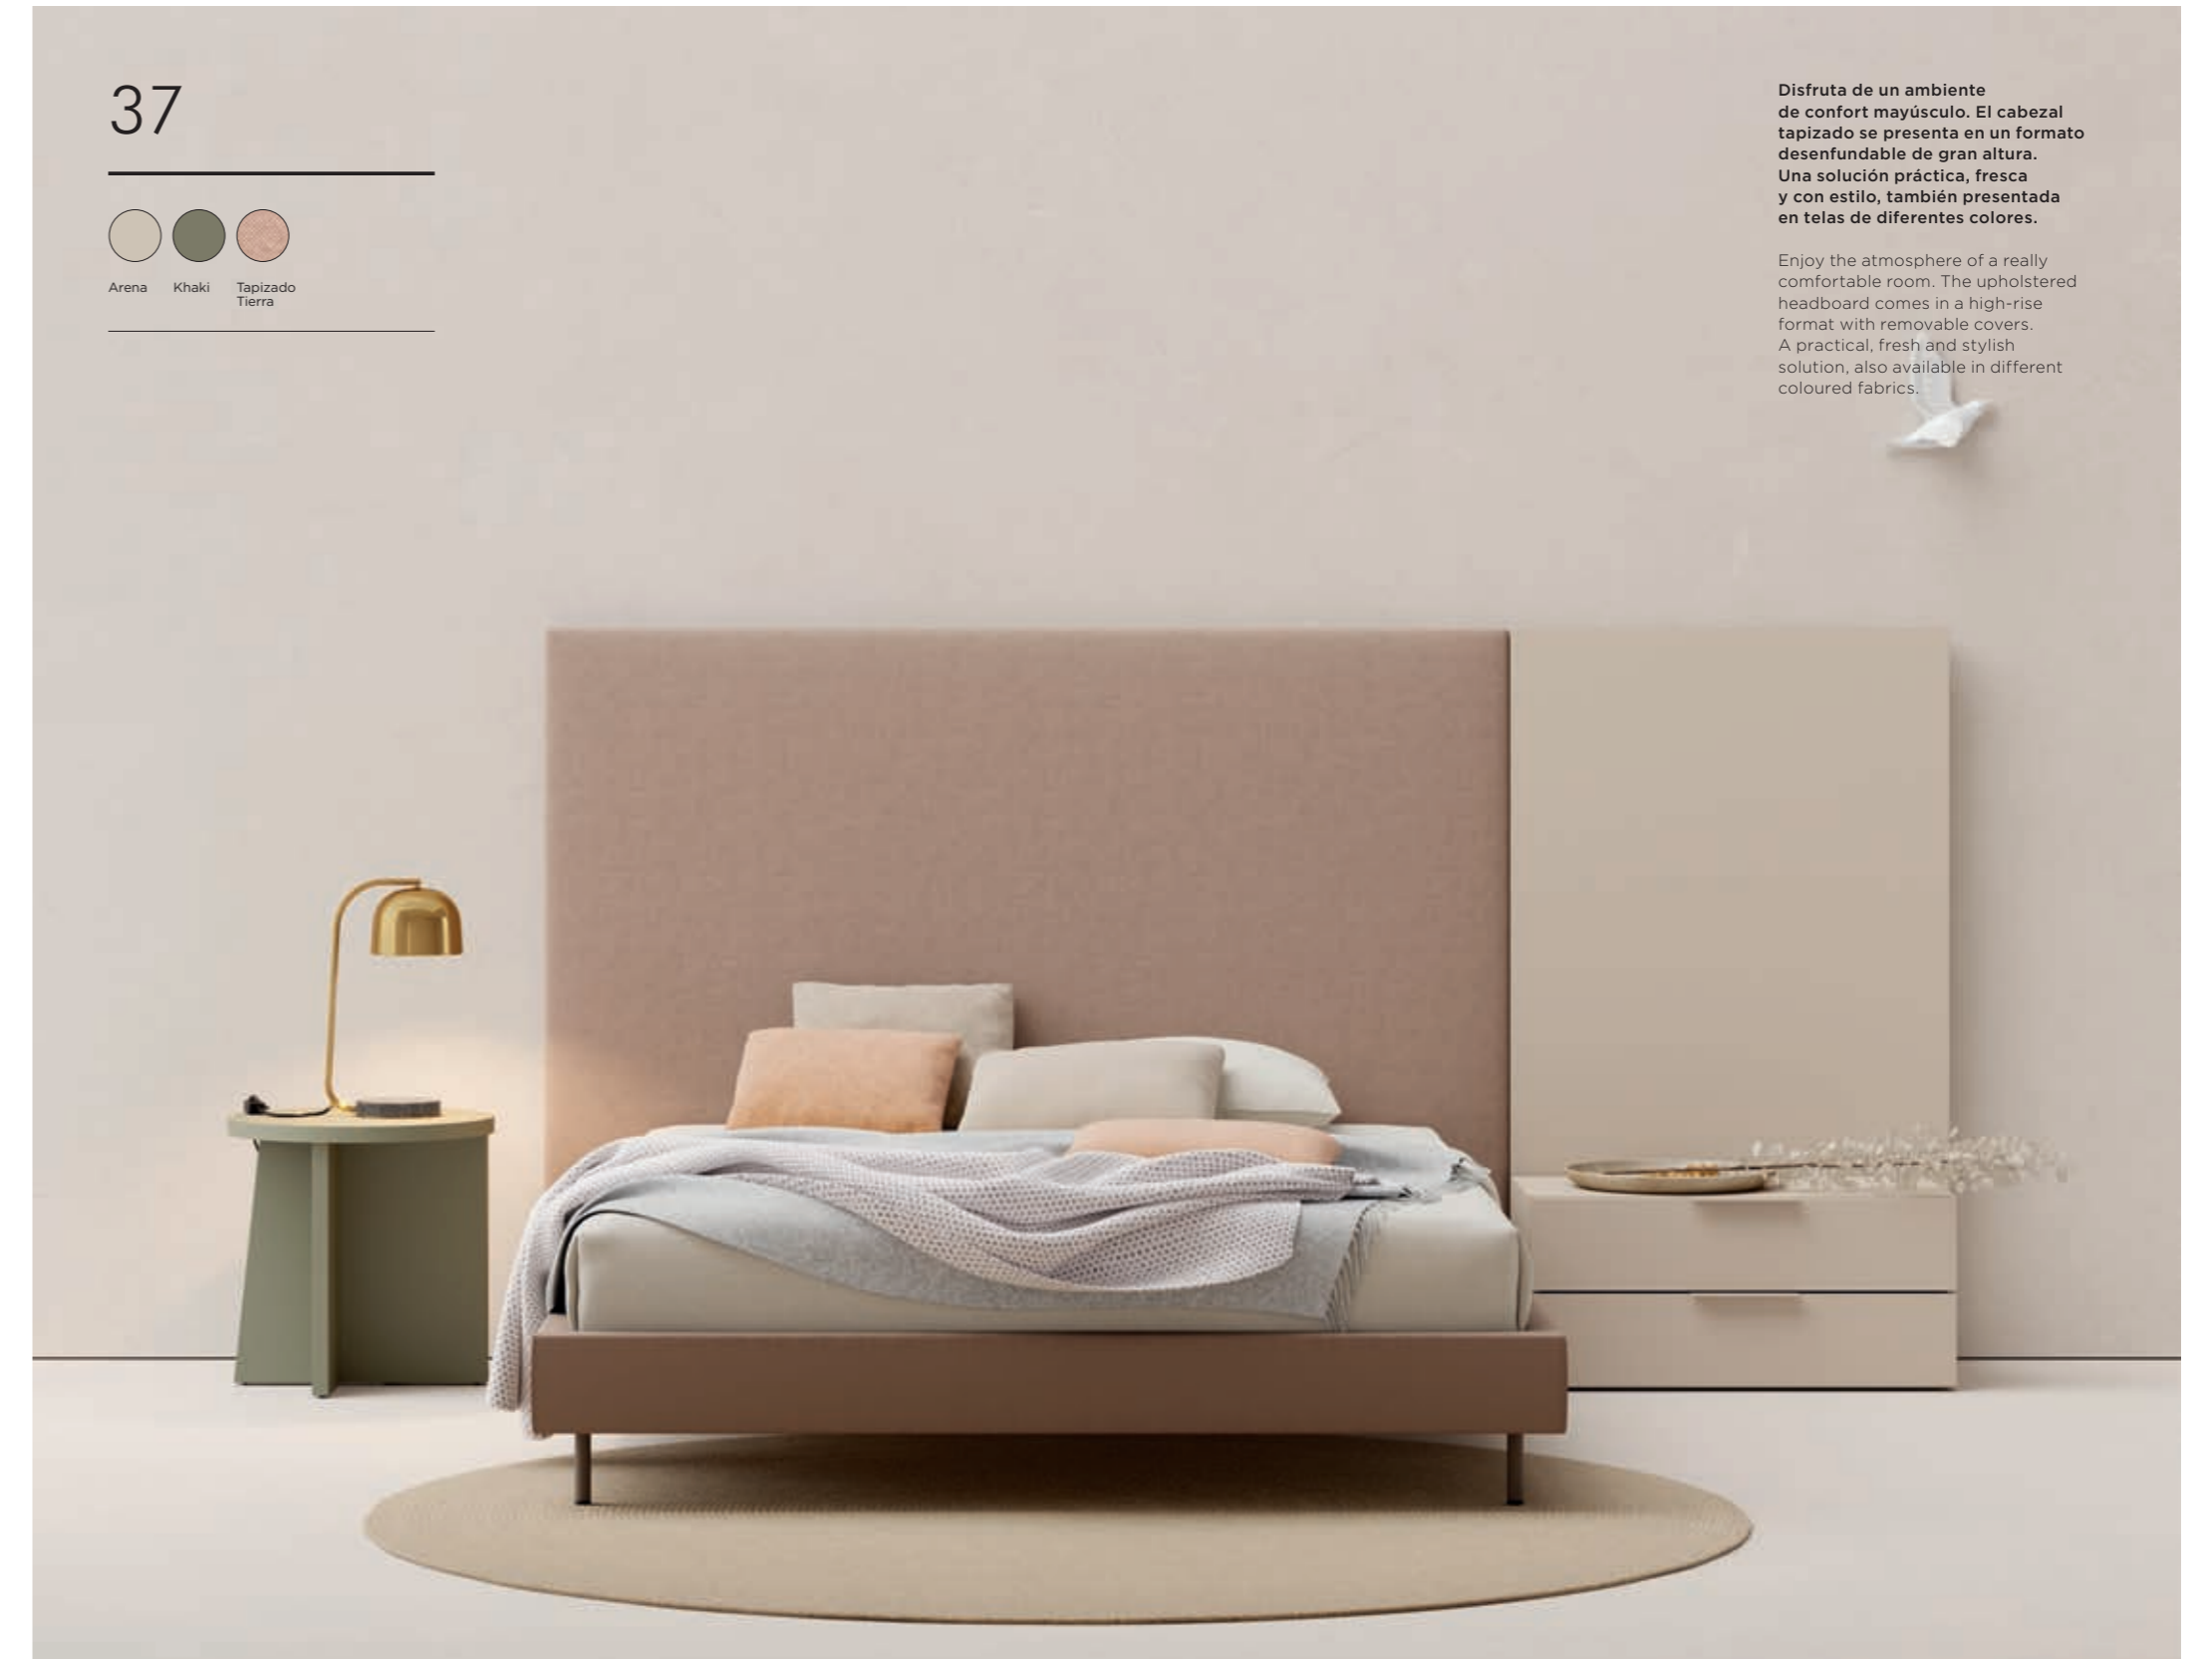 37
Arena
Khaki
Tapizado
Tierra
Disfruta de un ambiente
de confort mayúsculo. El cabezal
tapizado se presenta en un formato
desenfundable de gran altura.
Una solución práctica, fresca
y con estilo, también presentada
en telas de diferentes colores.
Enjoy the atmosphere of a really
comfortable room. The upholstered
headboard comes in a high-rise
format with removable covers.
A practical, fresh and stylish
solution, also available in different
coloured fabrics.